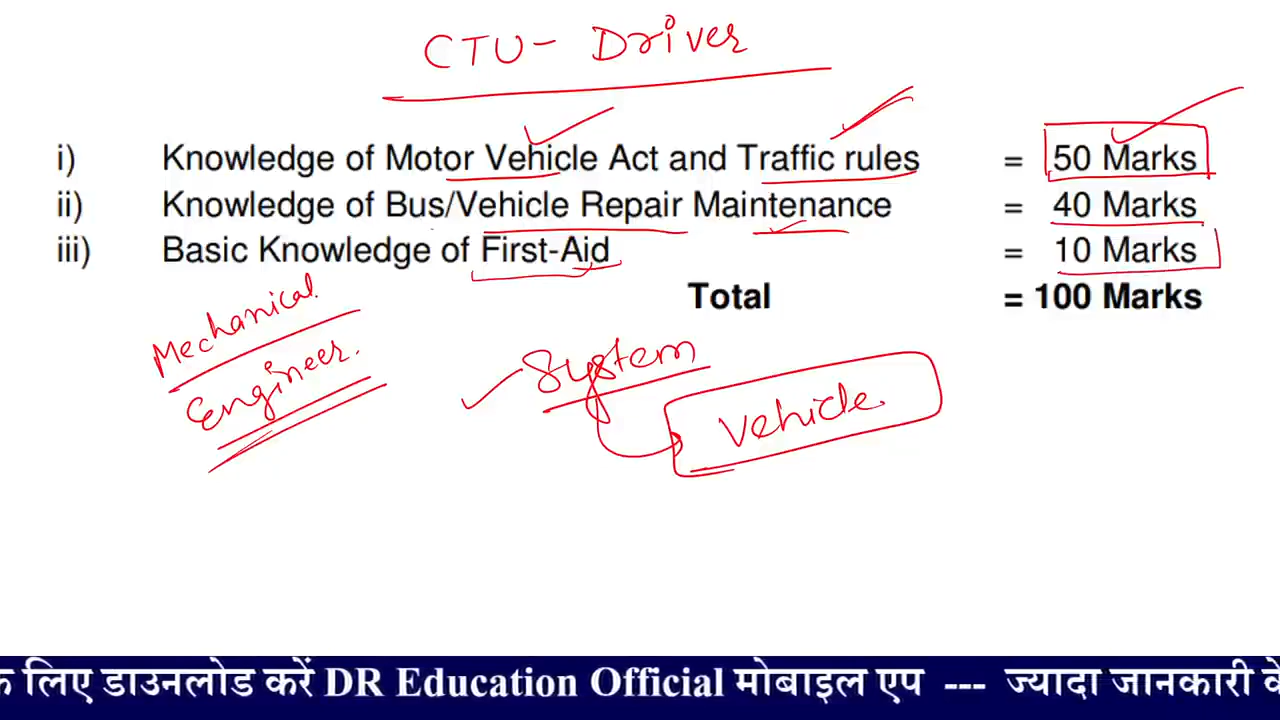 CTU - Driver
i) Knowledge of Motor Vehicle Act and Traffic rules = 50 Marks
ii) Knowledge of Bus/Vehicle Repair Maintenance = 40 Marks
iii) Basic Knowledge of First-Aid = 10 Marks
Total = 100 Marks
Mechanical
Engineer.
System
Vehicle.
लिए डाउनलोड करें DR Education Official मोबाइल एप --- ज्यादा जानकारी के